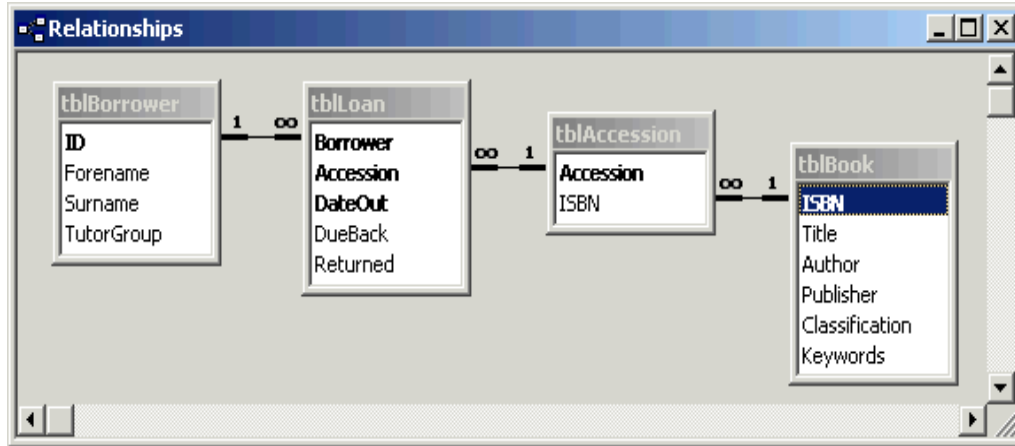 Relationships
tblBorrower
ID
Forename
Surname
TutorGroup
1 ∞
tblLoan
Borrower
Accession
DateOut
DueBack
Returned
∞ 1
tblAccession
Accession
ISBN
∞ 1
tblBook
ISBN
Title
Author
Publisher
Classification
Keywords